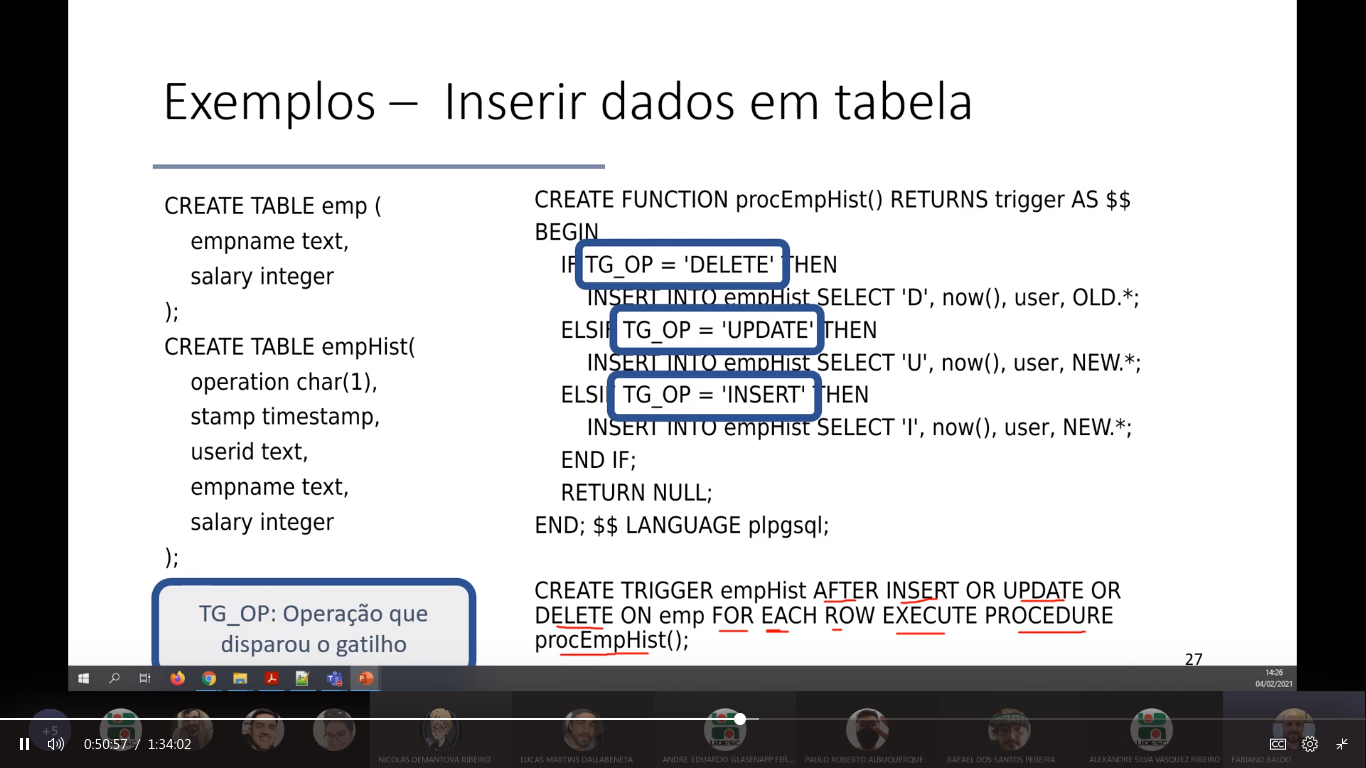 Exemplos – Inserir dados em tabela
CREATE TABLE emp (
empname text,
salary integer
);
CREATE TABLE empHist(
operation char(1),
stamp timestamp,
userid text,
empname text,
salary integer
);
TG_OP: Operação que
disparou o gatilho
CREATE FUNCTION procEmpHist() RETURNS trigger AS $$
BEGIN
IF TG_OP = 'DELETE' THEN
INSERT INTO empHist SELECT 'D', now(), user, OLD.*;
ELSIF TG_OP = 'UPDATE' THEN
INSERT INTO empHist SELECT 'U', now(), user, NEW.*;
ELSIF TG_OP = 'INSERT' THEN
INSERT INTO empHist SELECT 'I', now(), user, NEW.*;
END IF;
RETURN NULL;
END; $$ LANGUAGE plpgsql;
CREATE TRIGGER empHist AFTER INSERT OR UPDATE OR
DELETE ON emp FOR EACH ROW EXECUTE PROCEDURE
procEmpHist();
27
14:26
04/02/2021
+5
UDESC
UDESC
NICOLAS DEMANTOVA RIBEIRO
LUCAS MARTINS DALLABENETA
ANDRE EDUARDO GLASENAPP FER...
PAULO ROBERTO ALBUQUERQUE
RAFAEL DOS SANTOS PEREIRA
ALEXANDRE SILVA VASQUEZ RIBEIRO
FABIANO BALDO
0:50:57 / 1:34:02
CC